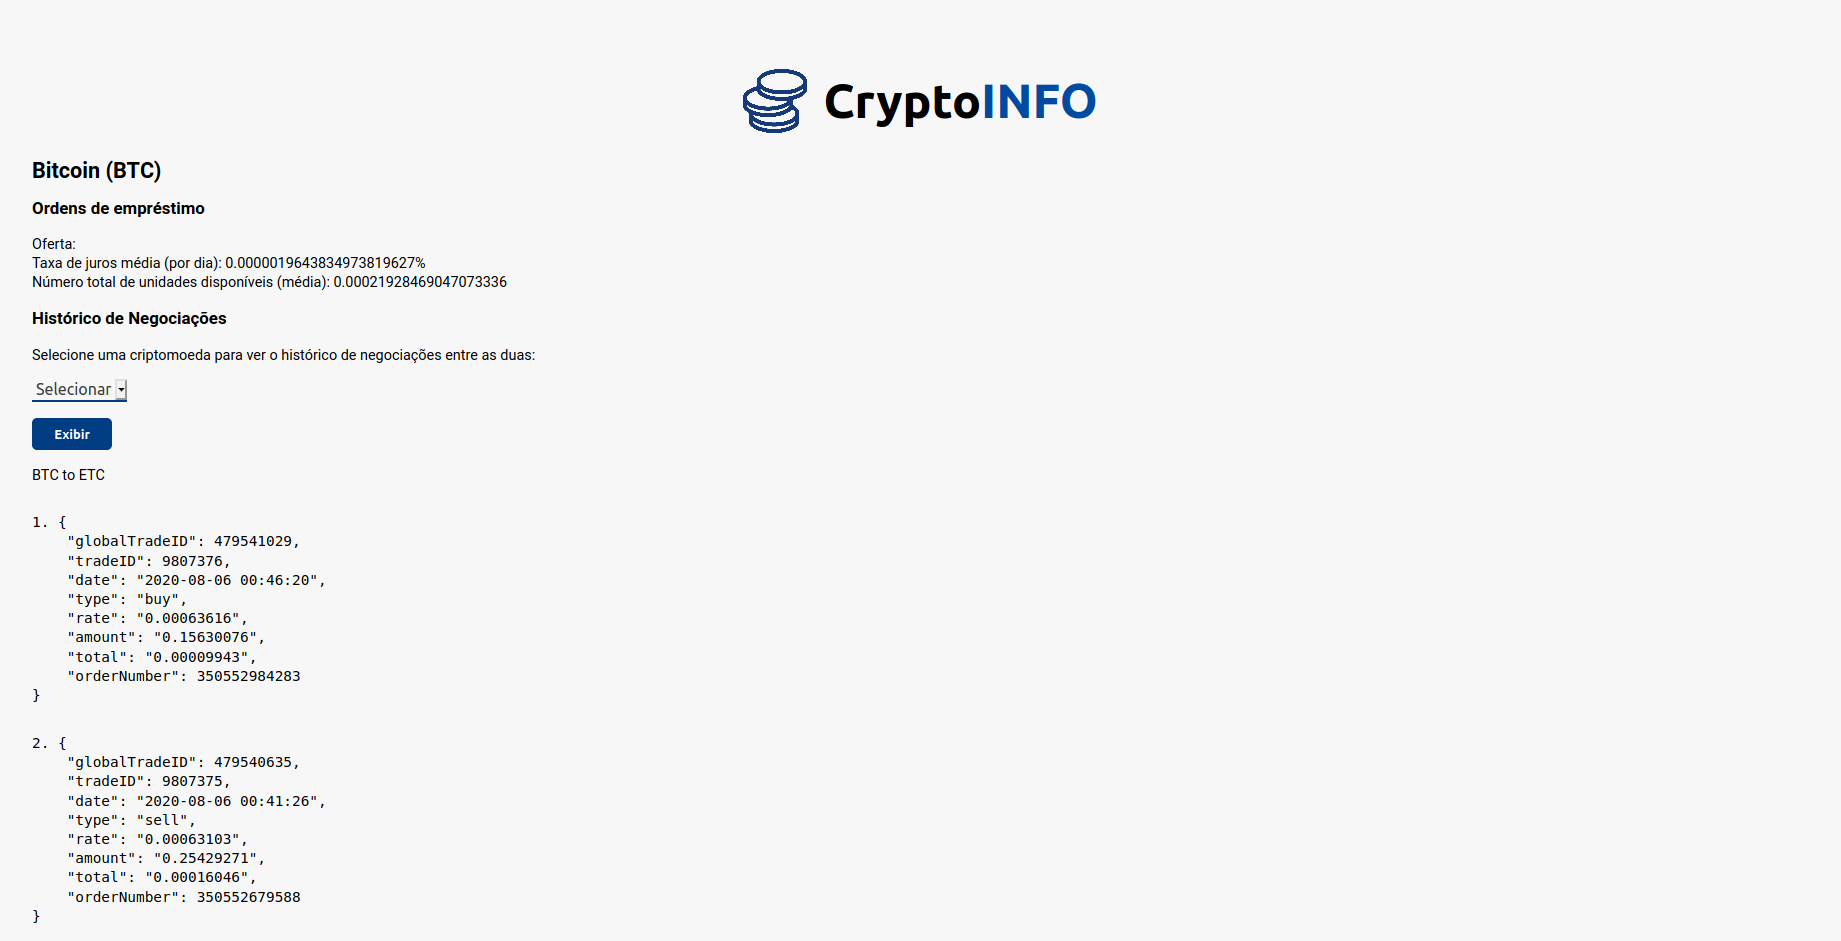 CryptoINFO
Bitcoin (BTC)
Ordens de empréstimo
Oferta:
Taxa de juros média (por dia): 0.0000019643834973819627%
Número total de unidades disponíveis (média): 0.00021928469047073336
Histórico de Negociações
Selecione uma criptomoeda para ver o histórico de negociações entre as duas:
Selecionar
Exibir
BTC to ETC
1. {
    "globalTradeID": 479541029,
    "tradeID": 9807376,
    "date": "2020-08-06 00:46:20",
    "type": "buy",
    "rate": "0.00063616",
    "amount": "0.15630076",
    "total": "0.00009943",
    "orderNumber": 350552984283
}
2. {
    "globalTradeID": 479540635,
    "tradeID": 9807375,
    "date": "2020-08-06 00:41:26",
    "type": "sell",
    "rate": "0.00063103",
    "amount": "0.25429271",
    "total": "0.00016046",
    "orderNumber": 350552679588
}